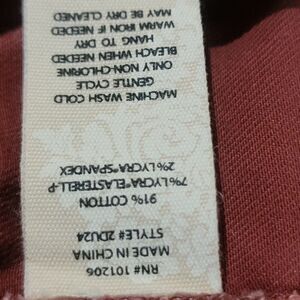 RN# 101206
MADE IN CHINA
STYLE# 2DU24
91% COTTON
7% LYCRA®ELASTERELL-P
2% LYCRA®SPANDEX
MACHINE WASH COLD
GENTLE CYCLE
ONLY NON-CHLORINE
BLEACH WHEN NEEDED
HANG TO DRY
WARM IRON IF NEEDED
MAY BE DRY CLEANED